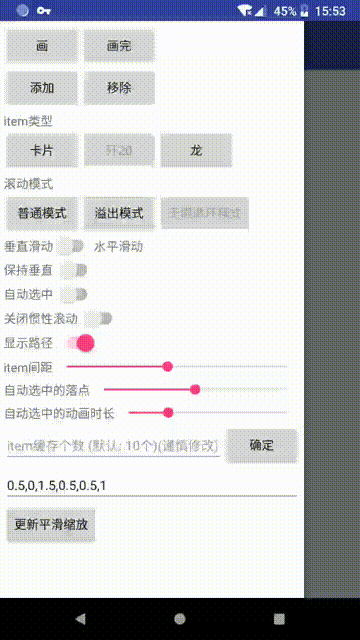 45% 15:53
画 画完
添加 移除
item类型
卡片 歼20 龙
滚动模式
普通模式 溢出模式 无限循环模式
垂直滑动 水平滑动
保持垂直
自动选中
关闭惯性滚动
显示路径
item间距
自动选中的落点
自动选中的动画时长
item缓存个数 (默认: 10个)(谨慎修改) 确定
0.5,0,1.5,0.5,0.5,1
更新平滑缩放